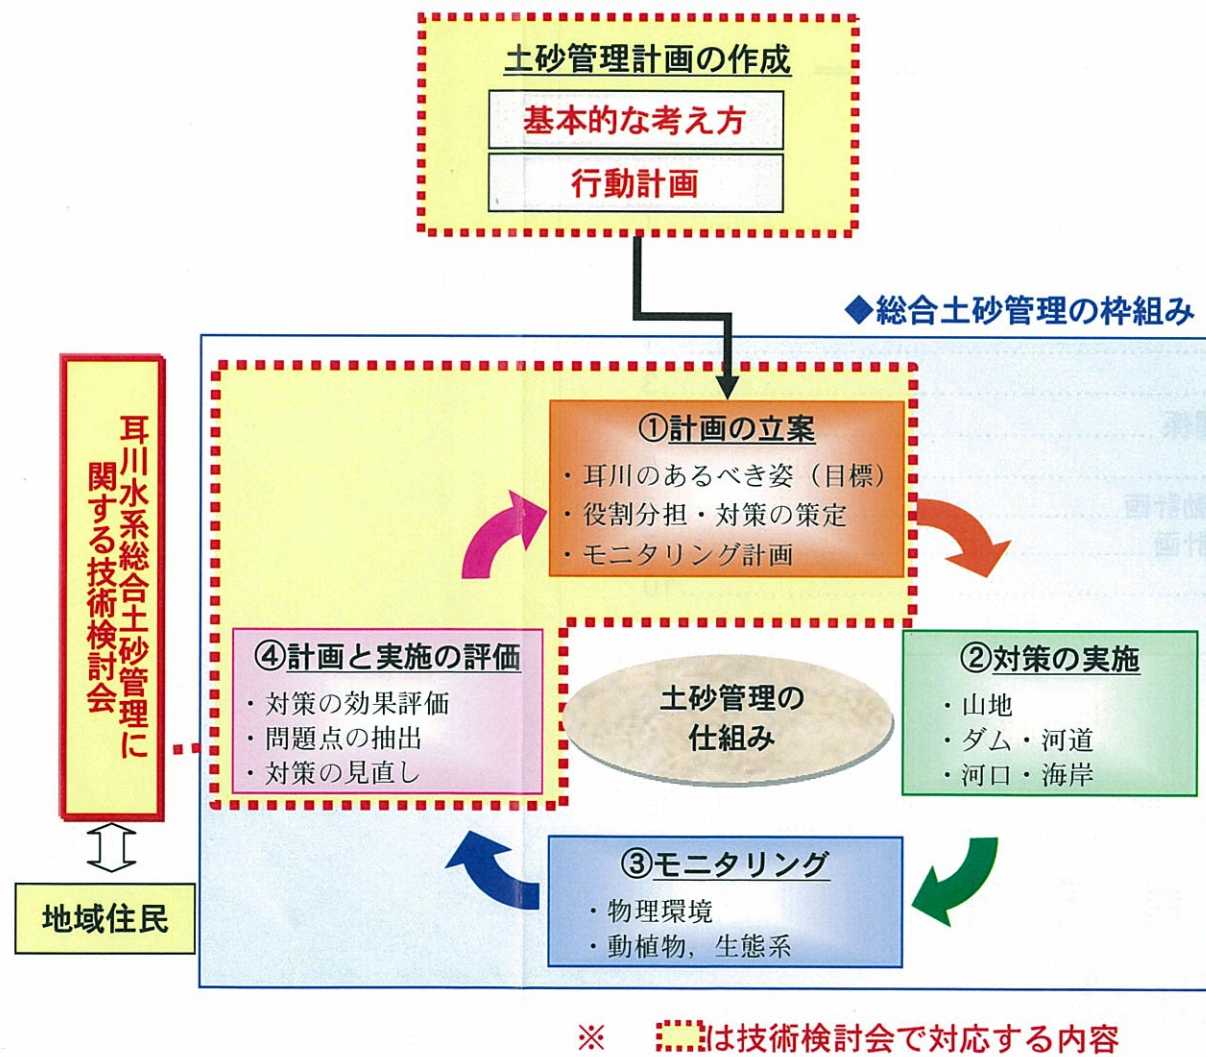 土砂管理計画の作成
基本的な考え方
行動計画
◆総合土砂管理の枠組み
耳川水系総合土砂管理に
関する技術検討会
①計画の立案
・耳川のあるべき姿（目標）
・役割分担・対策の策定
・モニタリング計画
④計画と実施の評価
・対策の効果評価
・問題点の抽出
・対策の見直し
土砂管理の
仕組み
②対策の実施
・山地
・ダム・河道
・河口・海岸
③モニタリング
・物理環境
・動植物，生態系
地域住民
※ は技術検討会で対応する内容